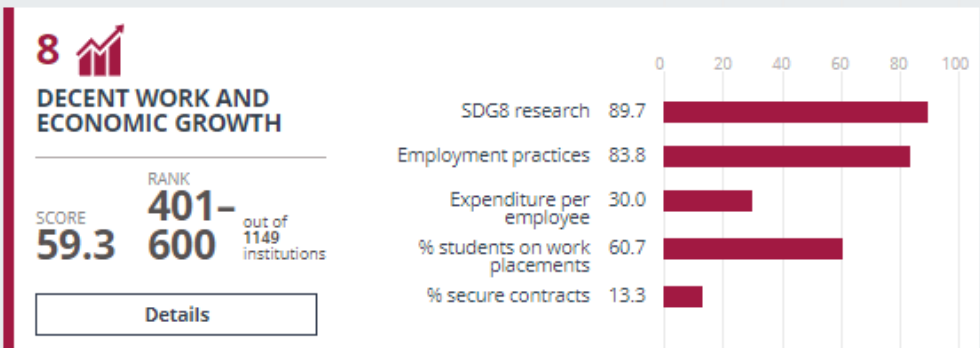 8
DECENT WORK AND
ECONOMIC GROWTH
SCORE
59.3
RANK
401–
600
out of
1149
institutions
Details
0 20 40 60 80 100
SDG8 research 89.7
Employment practices 83.8
Expenditure per 30.0
employee
% students on work 60.7
placements
% secure contracts 13.3